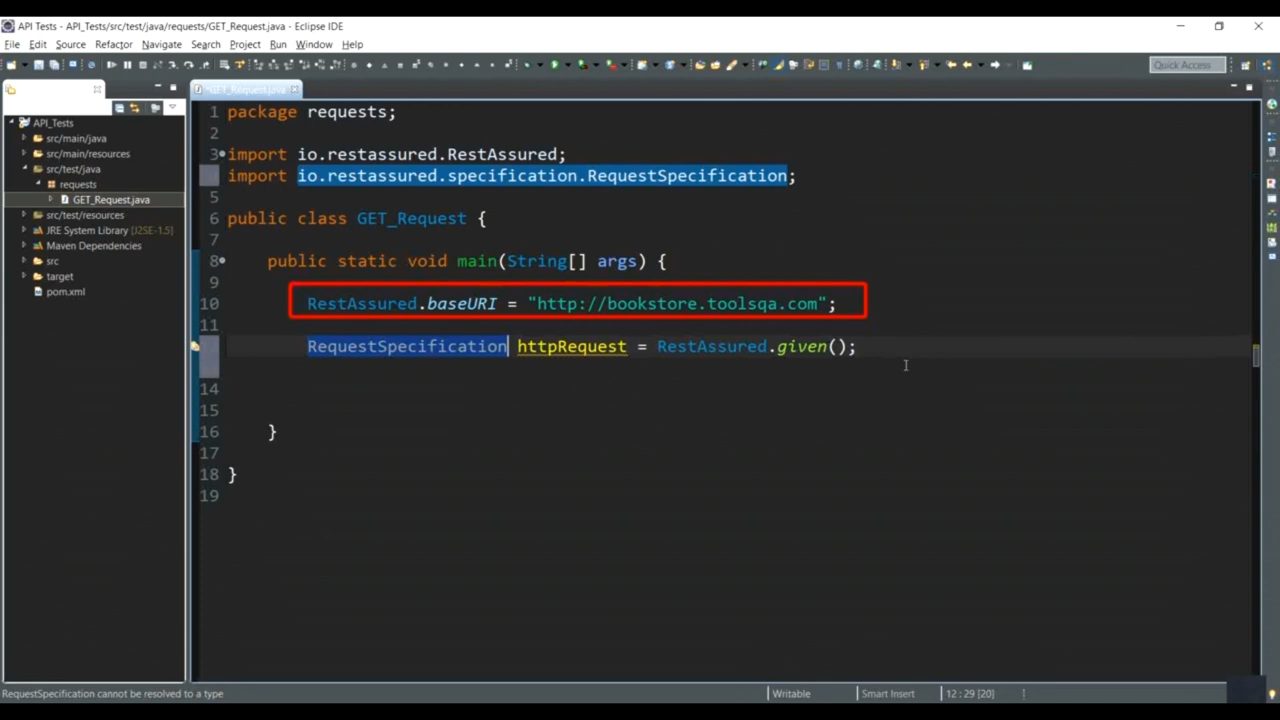 API Tests - API_Tests/src/test/java/requests/GET_Request.java - Eclipse IDE
File Edit Source Refactor Navigate Search Project Run Window Help
Quick Access
*GET_Request.java
API_Tests
src/main/java
src/main/resources
src/test/java
requests
GET_Request.java
src/test/resources
JRE System Library [J2SE-1.5]
Maven Dependencies
src
target
pom.xml
1 package requests;
2
3 import io.restassured.RestAssured;
import io.restassured.specification.RequestSpecification;
5
6 public class GET_Request {
7
8 public static void main(String[] args) {
9
10 RestAssured.baseURI = "http://bookstore.toolsqa.com";
11
RequestSpecification httpRequest = RestAssured.given();
14
15
16 }
17
18 }
19
RequestSpecification cannot be resolved to a type
Writable Smart Insert 12 : 29 [20]